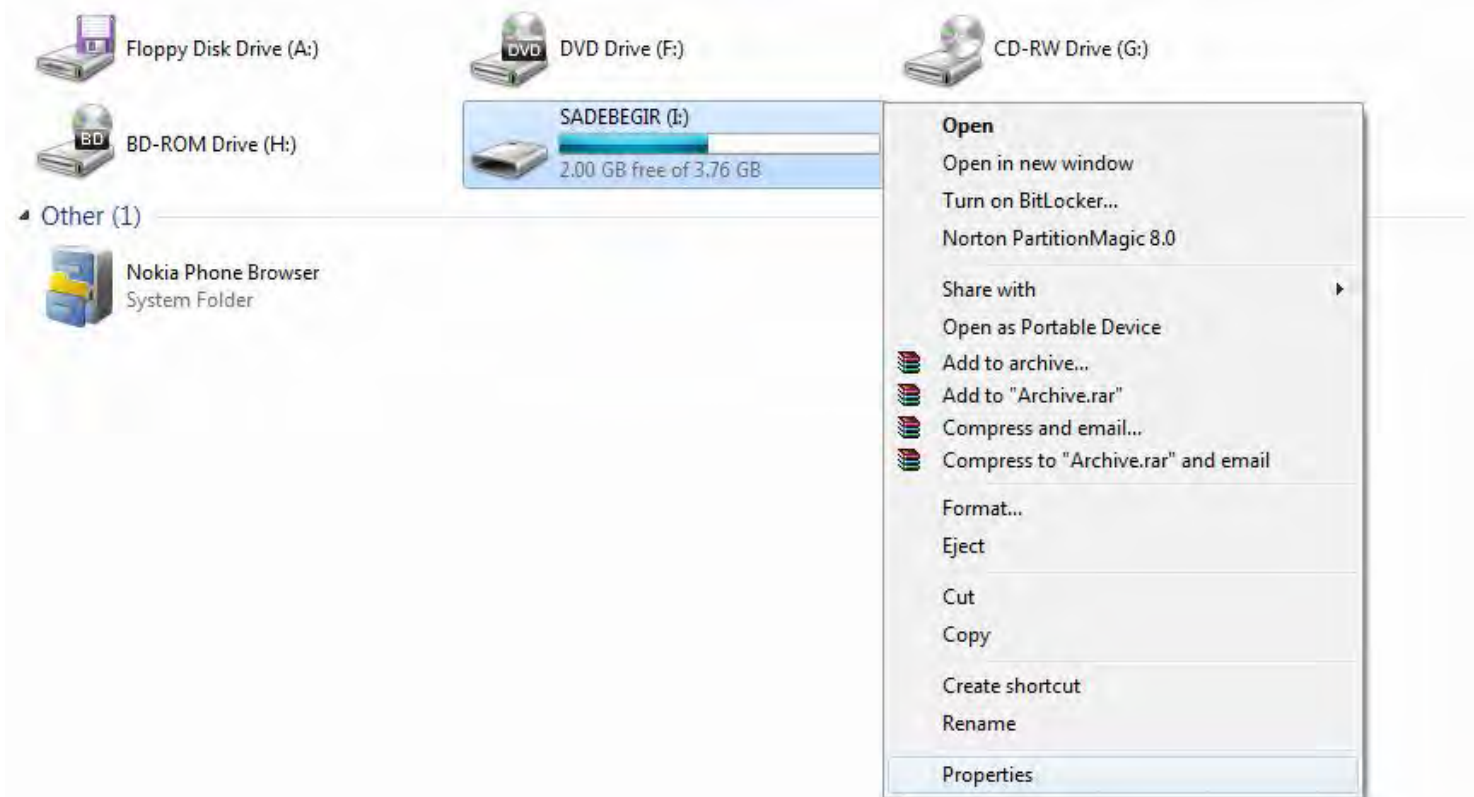 Floppy Disk Drive (A:)
DVD Drive (F:)
CD-RW Drive (G:)
BD
BD-ROM Drive (H:)
DVD
SADEBEGIR (I:)
2.00 GB free of 3.76 GB
Other (1)
Nokia Phone Browser
System Folder
Open
Open in new window
Turn on BitLocker...
Norton PartitionMagic 8.0
Share with
Open as Portable Device
Add to archive...
Add to "Archive.rar"
Compress and email...
Compress to "Archive.rar" and email
Format...
Eject
Cut
Copy
Create shortcut
Rename
Properties